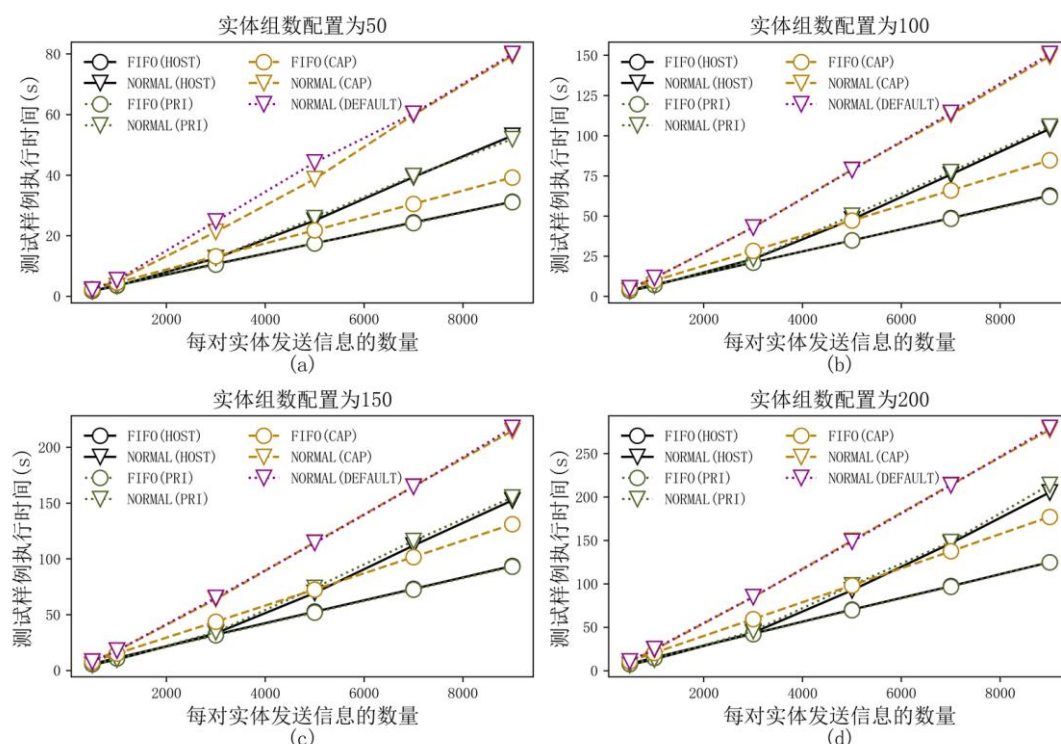 实体组数配置为50
测试样例执行时间(s)
80
60
40
20
0
FIFO(HOST)
NORMAL(HOST)
FIFO(PRI)
NORMAL(PRI)
FIFO(CAP)
NORMAL(CAP)
NORMAL(DEFAULT)
2000 4000 6000 8000
每对实体发送信息的数量
(a)
实体组数配置为100
测试样例执行时间(s)
150
125
100
75
50
25
0
FIFO(HOST)
NORMAL(HOST)
FIFO(PRI)
NORMAL(PRI)
FIFO(CAP)
NORMAL(CAP)
NORMAL(DEFAULT)
2000 4000 6000 8000
每对实体发送信息的数量
(b)
实体组数配置为150
测试样例执行时间(s)
200
150
100
50
0
FIFO(HOST)
NORMAL(HOST)
FIFO(PRI)
NORMAL(PRI)
FIFO(CAP)
NORMAL(CAP)
NORMAL(DEFAULT)
2000 4000 6000 8000
每对实体发送信息的数量
(c)
实体组数配置为200
测试样例执行时间(s)
250
200
150
100
50
0
FIFO(HOST)
NORMAL(HOST)
FIFO(PRI)
NORMAL(PRI)
FIFO(CAP)
NORMAL(CAP)
NORMAL(DEFAULT)
2000 4000 6000 8000
每对实体发送信息的数量
(d)